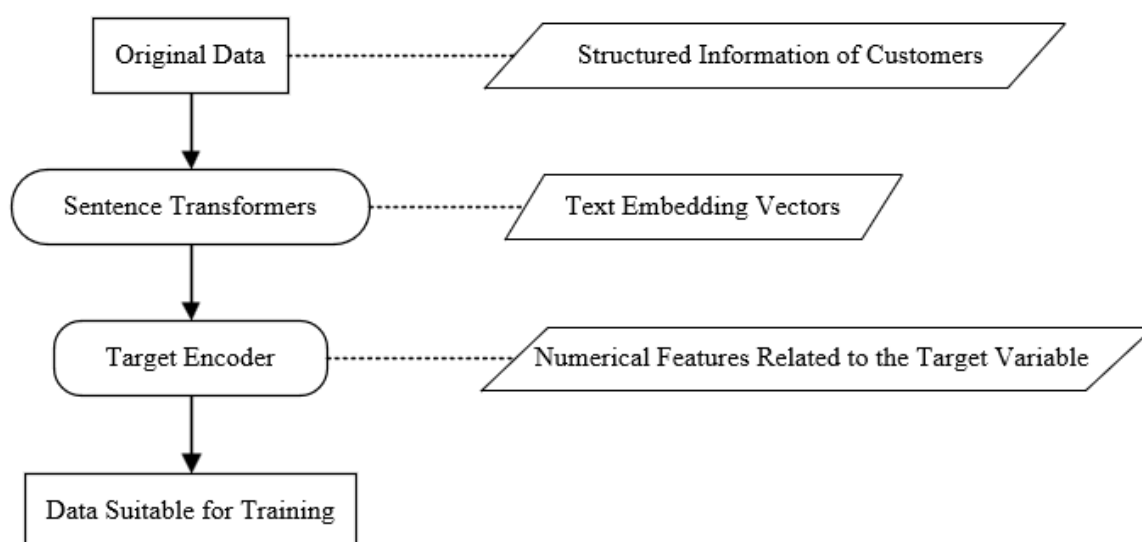 Original Data
Structured Information of Customers
Sentence Transformers
Text Embedding Vectors
Target Encoder
Numerical Features Related to the Target Variable
Data Suitable for Training